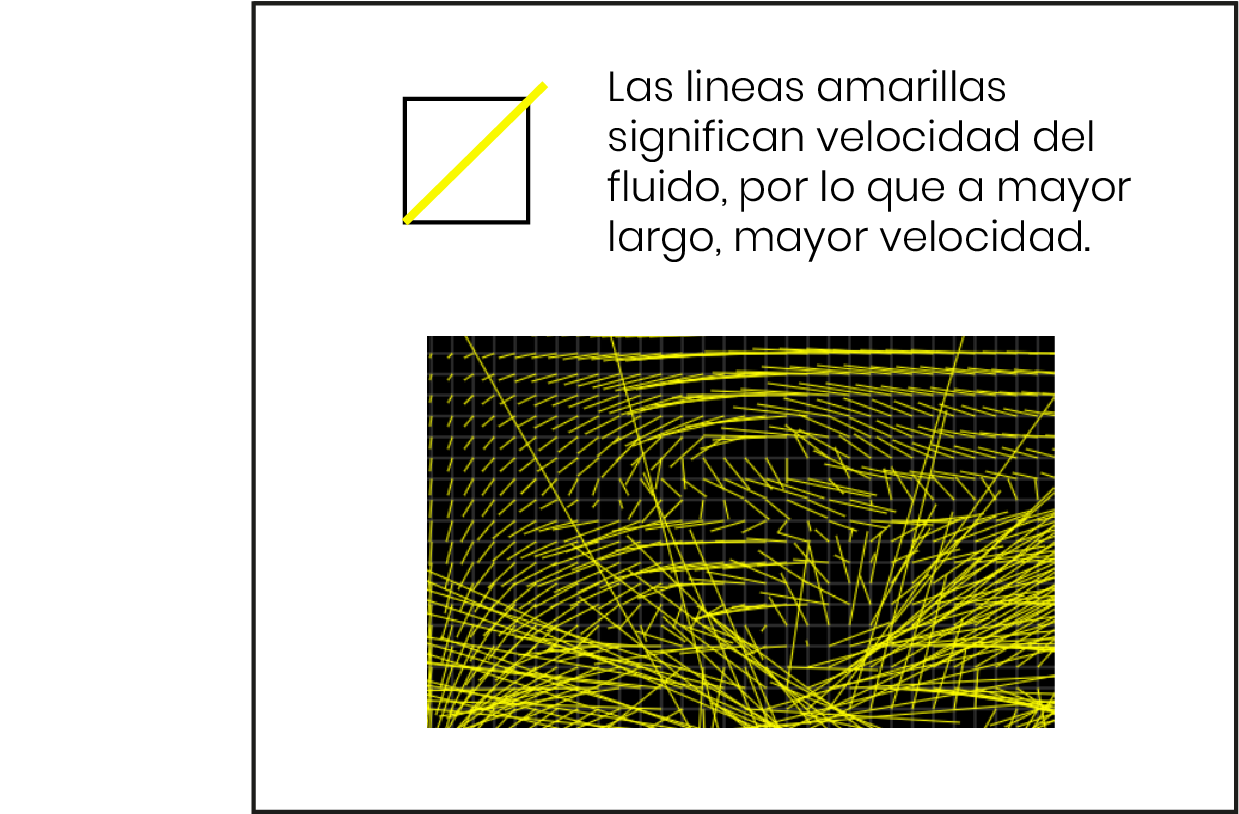 Las lineas amarillas
significan velocidad del
fluido, por lo que a mayor
largo, mayor velocidad.